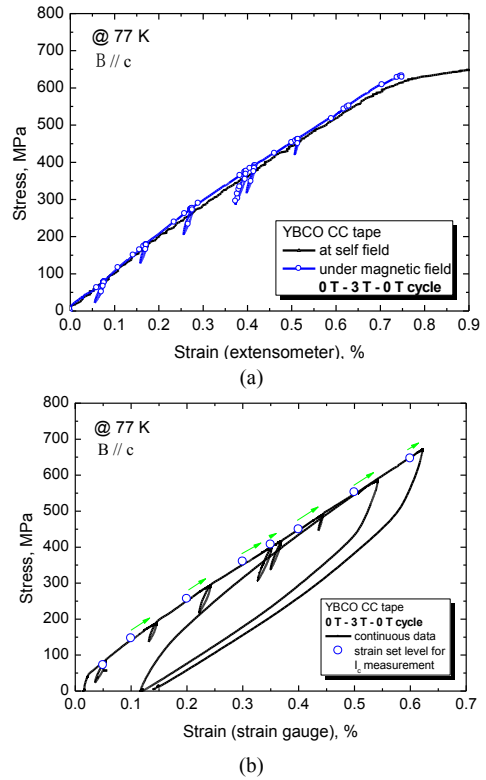 800
700
600
500
400
300
200
100
0
Stress, MPa
@ 77 K
B // c
YBCO CC tape
at self field
under magnetic field
0 T - 3 T - 0 T cycle
0.0 0.1 0.2 0.3 0.4 0.5 0.6 0.7 0.8 0.9
Strain (extensometer), %
(a)
800
700
600
500
400
300
200
100
0
Stress, MPa
@ 77 K
B // c
YBCO CC tape
0 T - 3 T - 0 T cycle
continuous data
strain set level for
Ic measurement
0.0 0.1 0.2 0.3 0.4 0.5 0.6 0.7
Strain (strain gauge), %
(b)